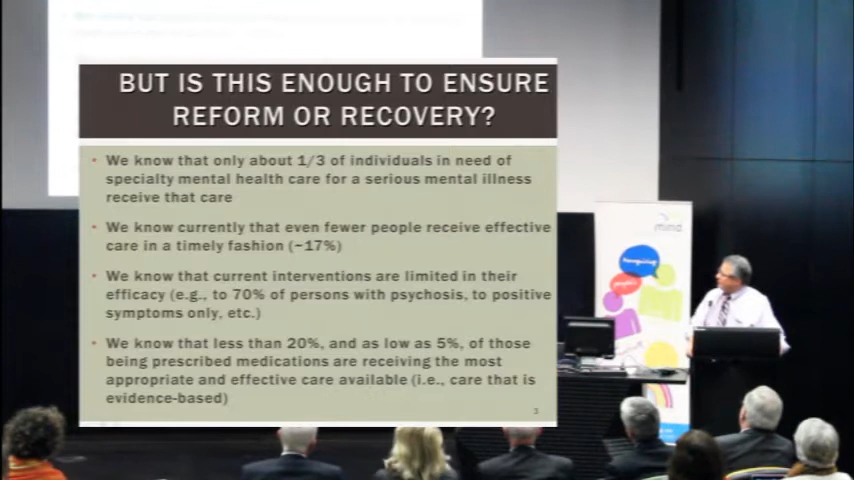 BUT IS THIS ENOUGH TO ENSURE
REFORM OR RECOVERY?
• We know that only about 1/3 of individuals in need of
specialty mental health care for a serious mental illness
receive that care
• We know currently that even fewer people receive effective
care in a timely fashion (~17%)
• We know that current interventions are limited in their
efficacy (e.g., to 70% of persons with psychosis, to positive
symptoms only, etc.)
• We know that less than 20%, and as low as 5%, of those
being prescribed medications are receiving the most
appropriate and effective care available (i.e., care that is
evidence-based)
3
mind